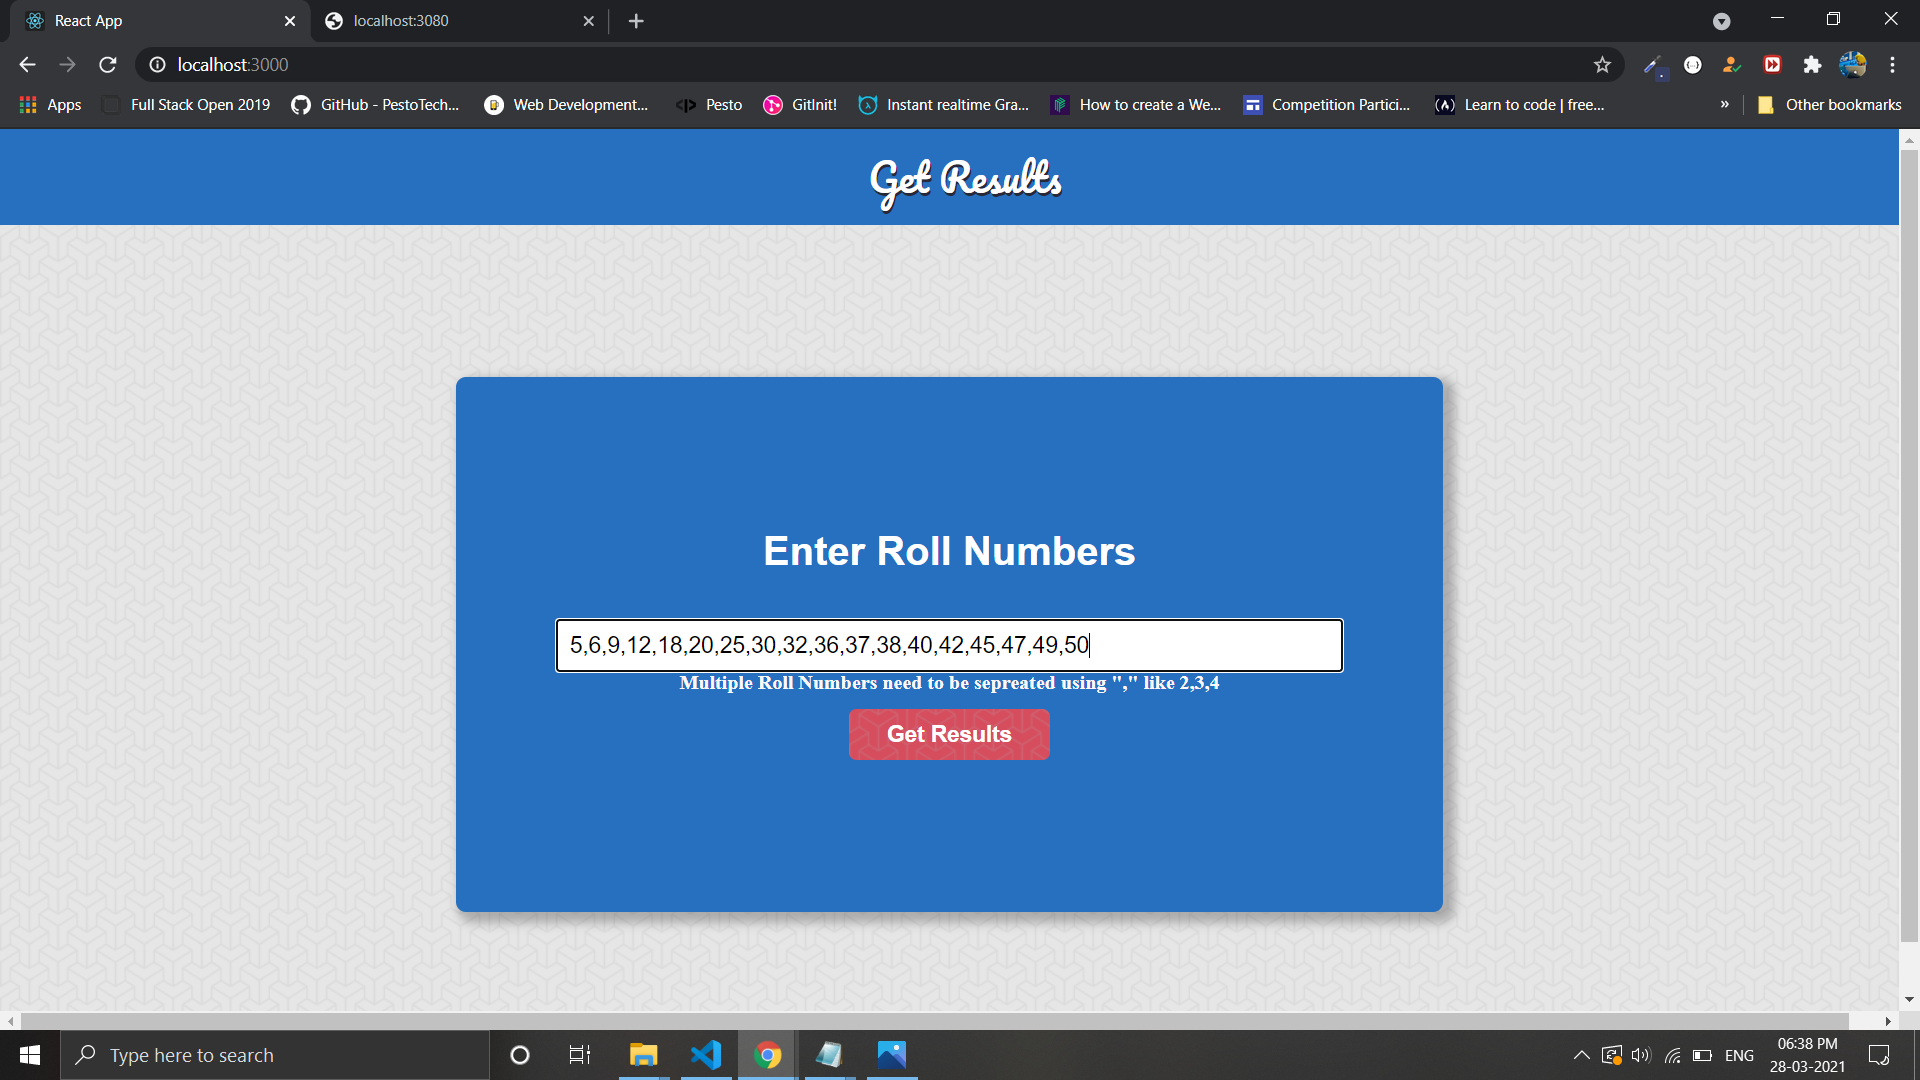 React App
localhost:3080
localhost:3000
Apps
Full Stack Open 2019
GitHub - PestoTech...
Web Development...
Pesto
GitInit!
Instant realtime Gra...
How to create a We...
Competition Partici...
Learn to code | free...
»
Other bookmarks
Get Results
Enter Roll Numbers
5,6,9,12,18,20,25,30,32,36,37,38,40,42,45,47,49,50
Multiple Roll Numbers need to be sepreated using "," like 2,3,4
Get Results
Type here to search
ENG
06:38 PM
28-03-2021